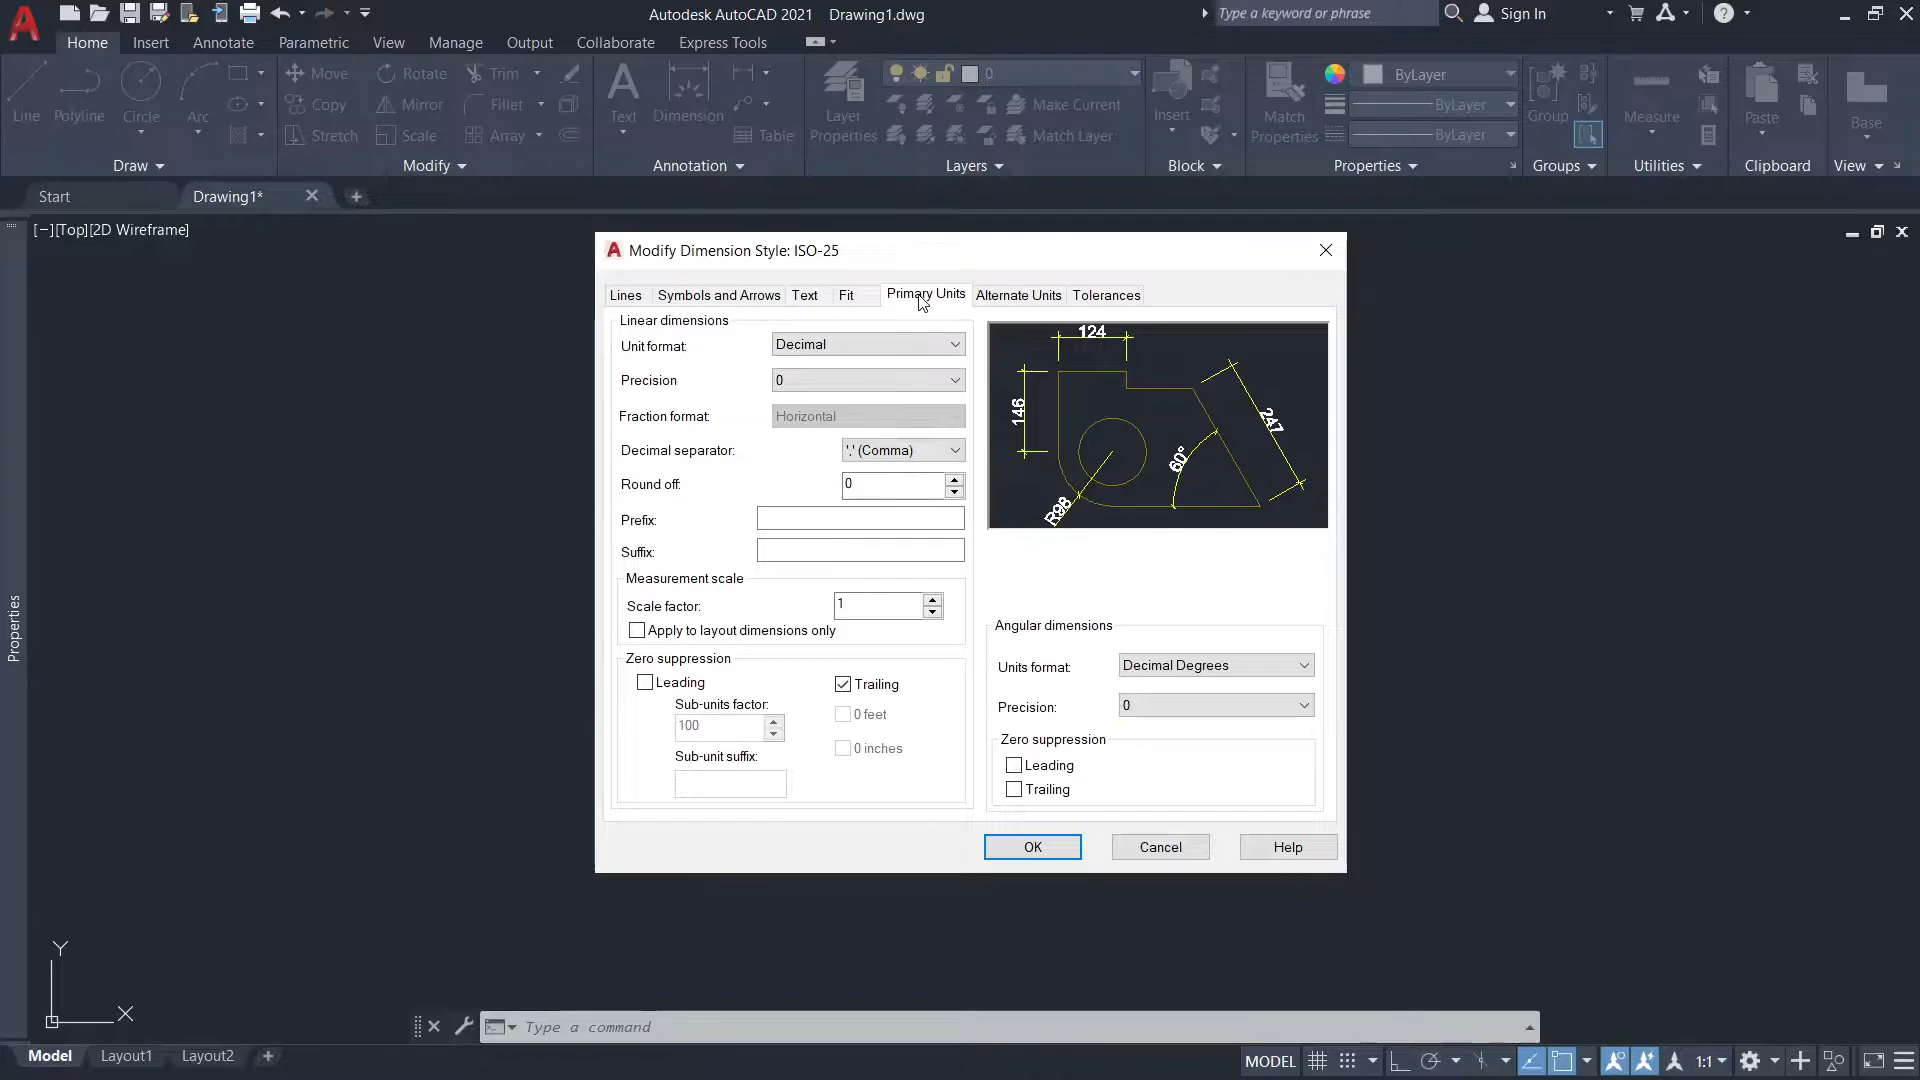 Autodesk AutoCAD 2021 Drawing1.dwg
Type a keyword or phrase
Sign In
Home Insert Annotate Parametric View Manage Output Collaborate Express Tools
Line Polyline Circle Arc
Draw
Move Rotate Trim
Copy Mirror Fillet
Stretch Scale Array
Modify
Text Dimension Table
Annotation
Layer Properties
0
Make Current
Match Layer
Layers
Insert
Block
Match Properties
ByLayer
ByLayer
ByLayer
Properties
Group
Groups
Measure
Utilities
Paste
Clipboard
Base
View
Start Drawing1*
[−][Top][2D Wireframe]
Properties
Modify Dimension Style: ISO-25
Lines Symbols and Arrows Text Fit Primary Units Alternate Units Tolerances
Linear dimensions
Unit format: Decimal
Precision 0
Fraction format: Horizontal
Decimal separator: ',' (Comma)
Round off: 0
Prefix:
Suffix:
Measurement scale
Scale factor: 1
Apply to layout dimensions only
Zero suppression
Leading
Trailing
Sub-units factor:
100
0 feet
0 inches
Sub-unit suffix:
124
146
247
60°
R98
Angular dimensions
Units format: Decimal Degrees
Precision: 0
Zero suppression
Leading
Trailing
OK Cancel Help
Y
X
Type a command
Model Layout1 Layout2
MODEL
1:1